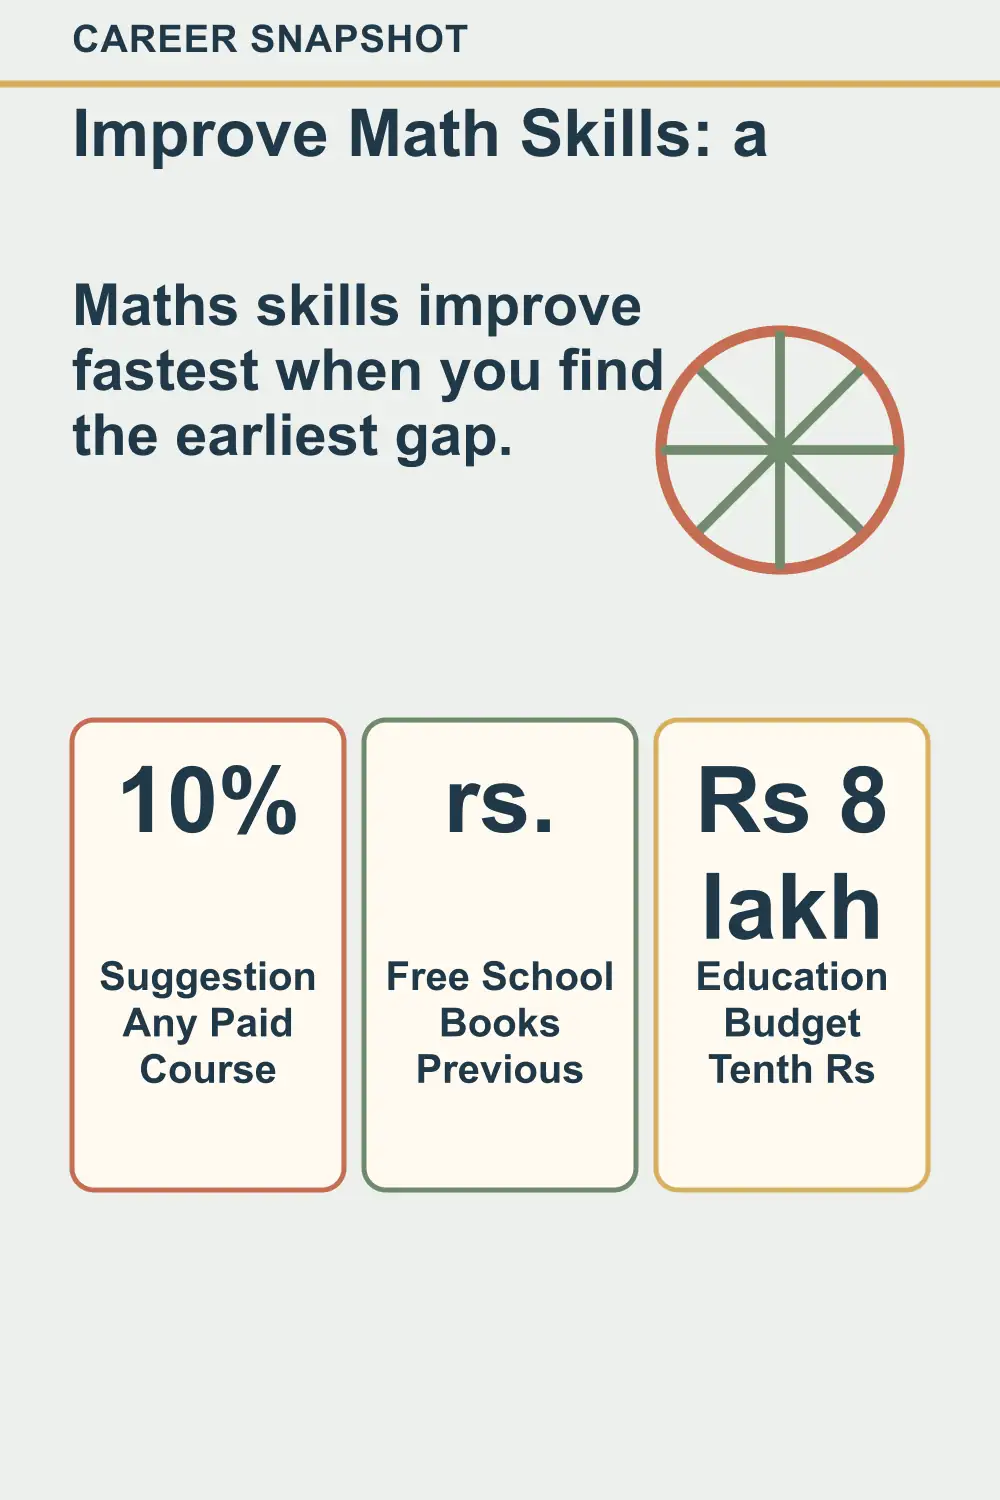 CAREER SNAPSHOT
Improve Math Skills: a
Maths skills improve
fastest when you find
the earliest gap.
10%
Suggestion
Any Paid
Course
rs.
Free School
Books
Previous
Rs 8
lakh
Education
Budget
Tenth Rs